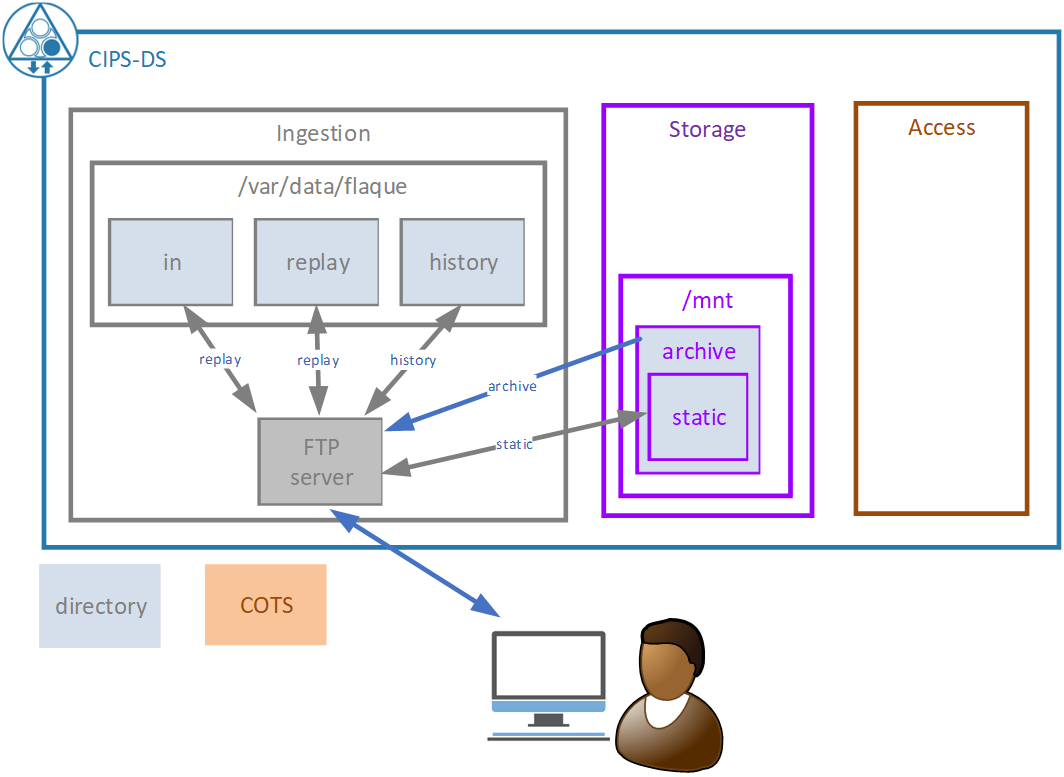 CIPS-DS
Ingestion
Storage
Access
/var/data/flaque
in
replay
history
/mnt
archive
static
replay
replay
history
archive
static
FTP
server
directory
COTS